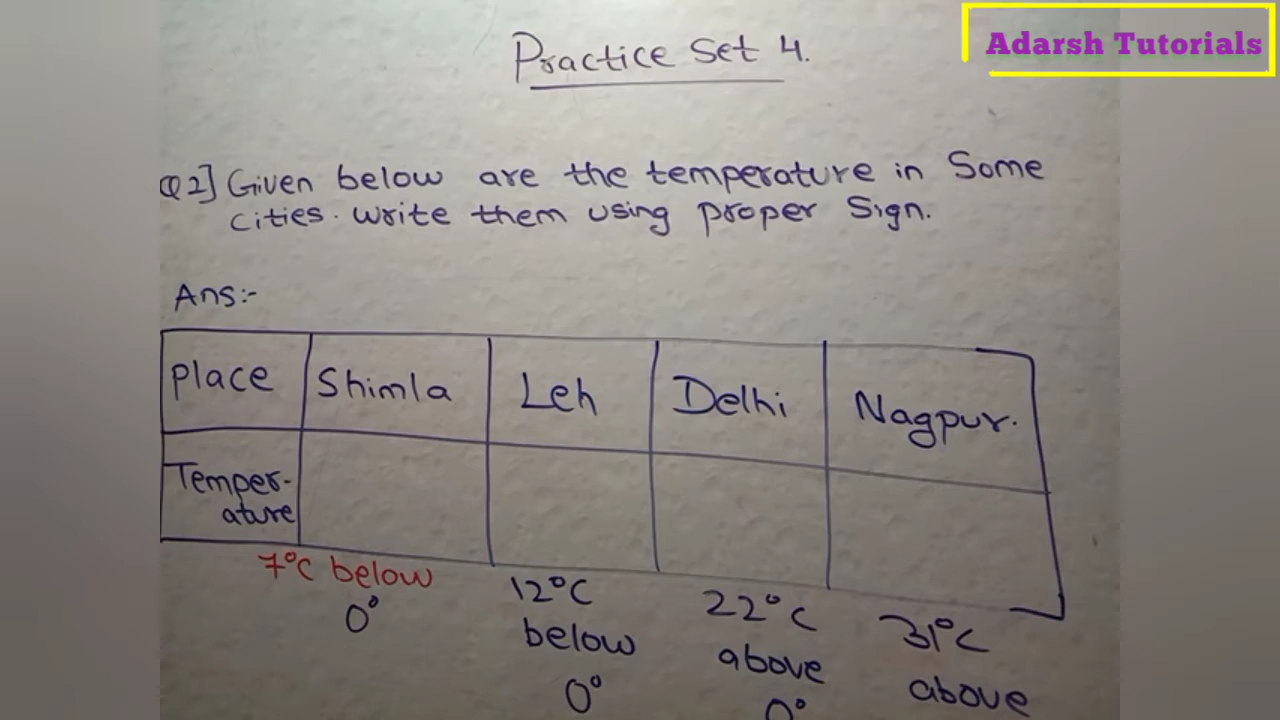 Adarsh Tutorials
Practice Set 4.
Q2] Given below are the temperature in Some
Cities. Write them using proper Sign.
Ans:-
Place Shimla Leh Delhi Nagpur.
Temper-
ature
7°C below
0°
12°C
below
0°
22°C
above
0°
31°C
above